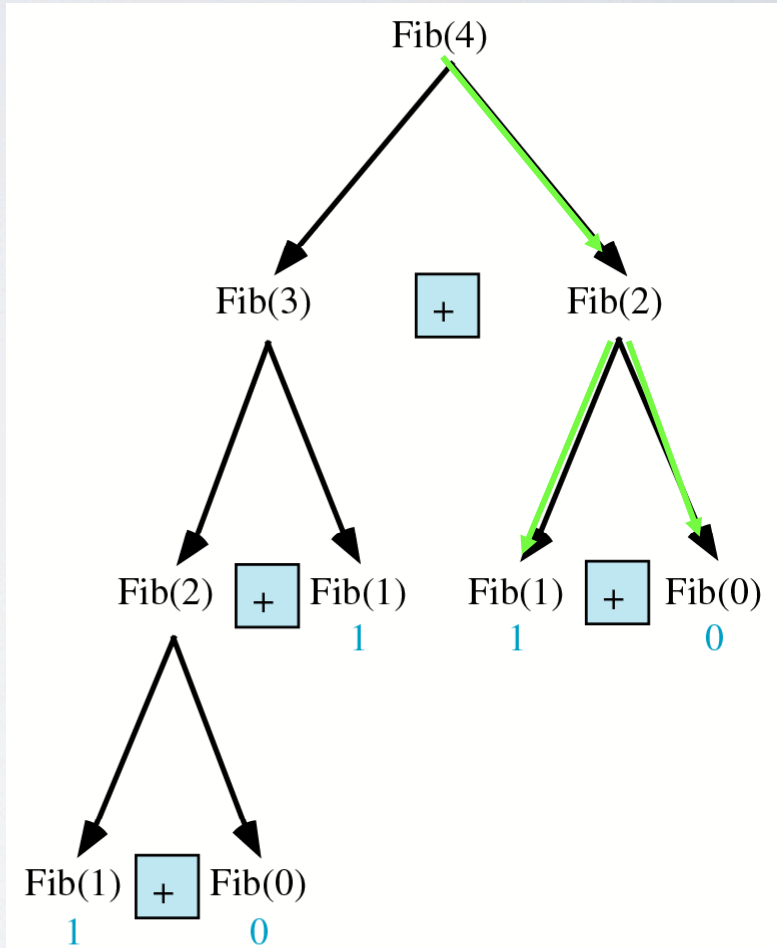 Fib(4)
Fib(3) + Fib(2)
Fib(2) + Fib(1) Fib(1) + Fib(0)
1 1 0
Fib(1) + Fib(0)
1 0